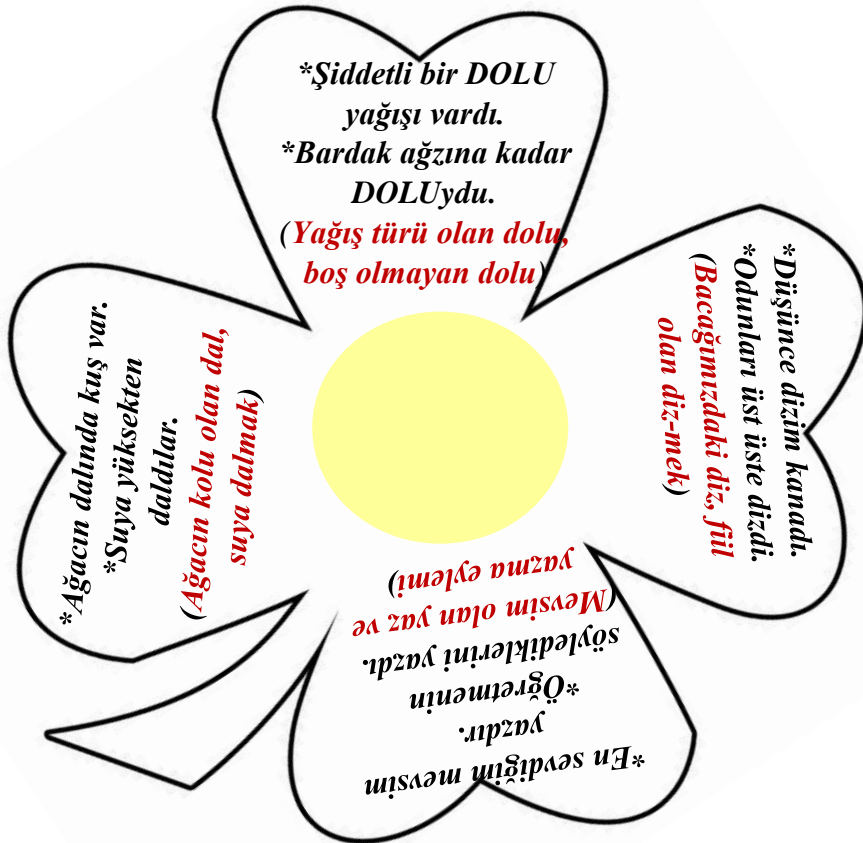 *Şiddetli bir DOLU
yağışı vardı.
*Bardak ağzına kadar
DOLUydu.
(Yağış türü olan dolu,
boş olmayan dolu)
*Düşünce dizim kanadı.
*Odunları üst üste dizdi.
(Bacağımızdaki diz, fiil
olan diz-mek)
*En sevdiğim mevsim
yazdır.
*Öğretmenin
söylediklerini yazdı.
(Mevsim olan yaz ve
yazma eylemi)
*Ağacın dalında kuş var.
*Suya yüksekten
daldılar.
(Ağacın kolu olan dal,
suya dalmak)